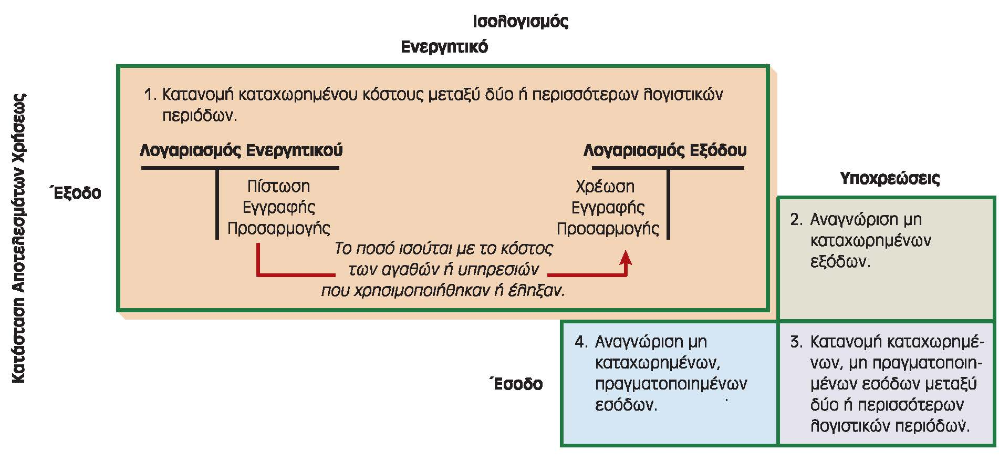 Ισολογισμός
Ενεργητικό
Κατάσταση Αποτελεσμάτων Χρήσεως
Έξοδο
1. Κατανομή καταχωρημένου κόστους μεταξύ δύο ή περισσότερων λογιστικών
περιόδων.
Λογαριασμός Ενεργητικού
Πίστωση
Εγγραφής
Προσαρμογής
Λογαριασμός Εξόδου
Χρέωση
Εγγραφής
Προσαρμογής
Το ποσό ισούται με το κόστος
των αγαθών ή υπηρεσιών
που χρησιμοποιήθηκαν ή έληξαν.
Υποχρεώσεις
2. Αναγνώριση μη
καταχωρημένων
εξόδων.
Έσοδο
4. Αναγνώριση μη
καταχωρημένων,
πραγματοποιημένων
εσόδων.
3. Κατανομή καταχωρημέ-
νων, μη πραγματοποιη-
μένων εσόδων μεταξύ
δύο ή περισσότερων
λογιστικών περιόδων.